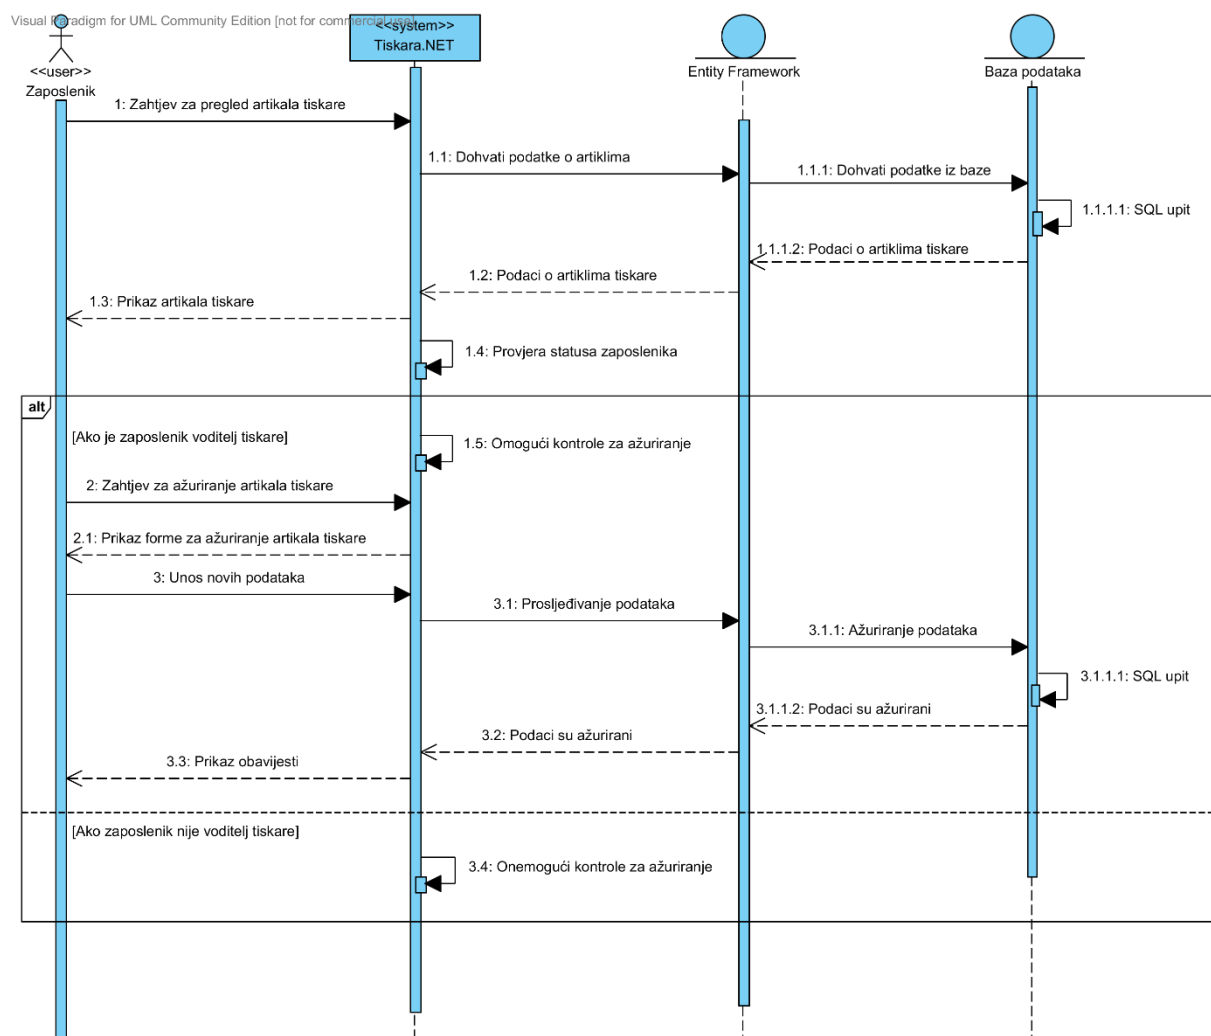 Visual Paradigm for UML Community Edition [not for commercial use]
<<user>>
Zaposlenik
<<system>>
Tiskara.NET
Entity Framework
Baza podataka
1: Zahtjev za pregled artikala tiskare
1.1: Dohvati podatke o artiklima
1.1.1: Dohvati podatke iz baze
1.1.1.1: SQL upit
1.1.1.2: Podaci o artiklima tiskare
1.2: Podaci o artiklima tiskare
1.3: Prikaz artikala tiskare
1.4: Provjera statusa zaposlenika
alt
[Ako je zaposlenik voditelj tiskare]
1.5: Omogući kontrole za ažuriranje
2: Zahtjev za ažuriranje artikala tiskare
2.1: Prikaz forme za ažuriranje artikala tiskare
3: Unos novih podataka
3.1: Prosljeđivanje podataka
3.1.1: Ažuriranje podataka
3.1.1.1: SQL upit
3.1.1.2: Podaci su ažurirani
3.2: Podaci su ažurirani
3.3: Prikaz obavijesti
[Ako zaposlenik nije voditelj tiskare]
3.4: Onemogući kontrole za ažuriranje